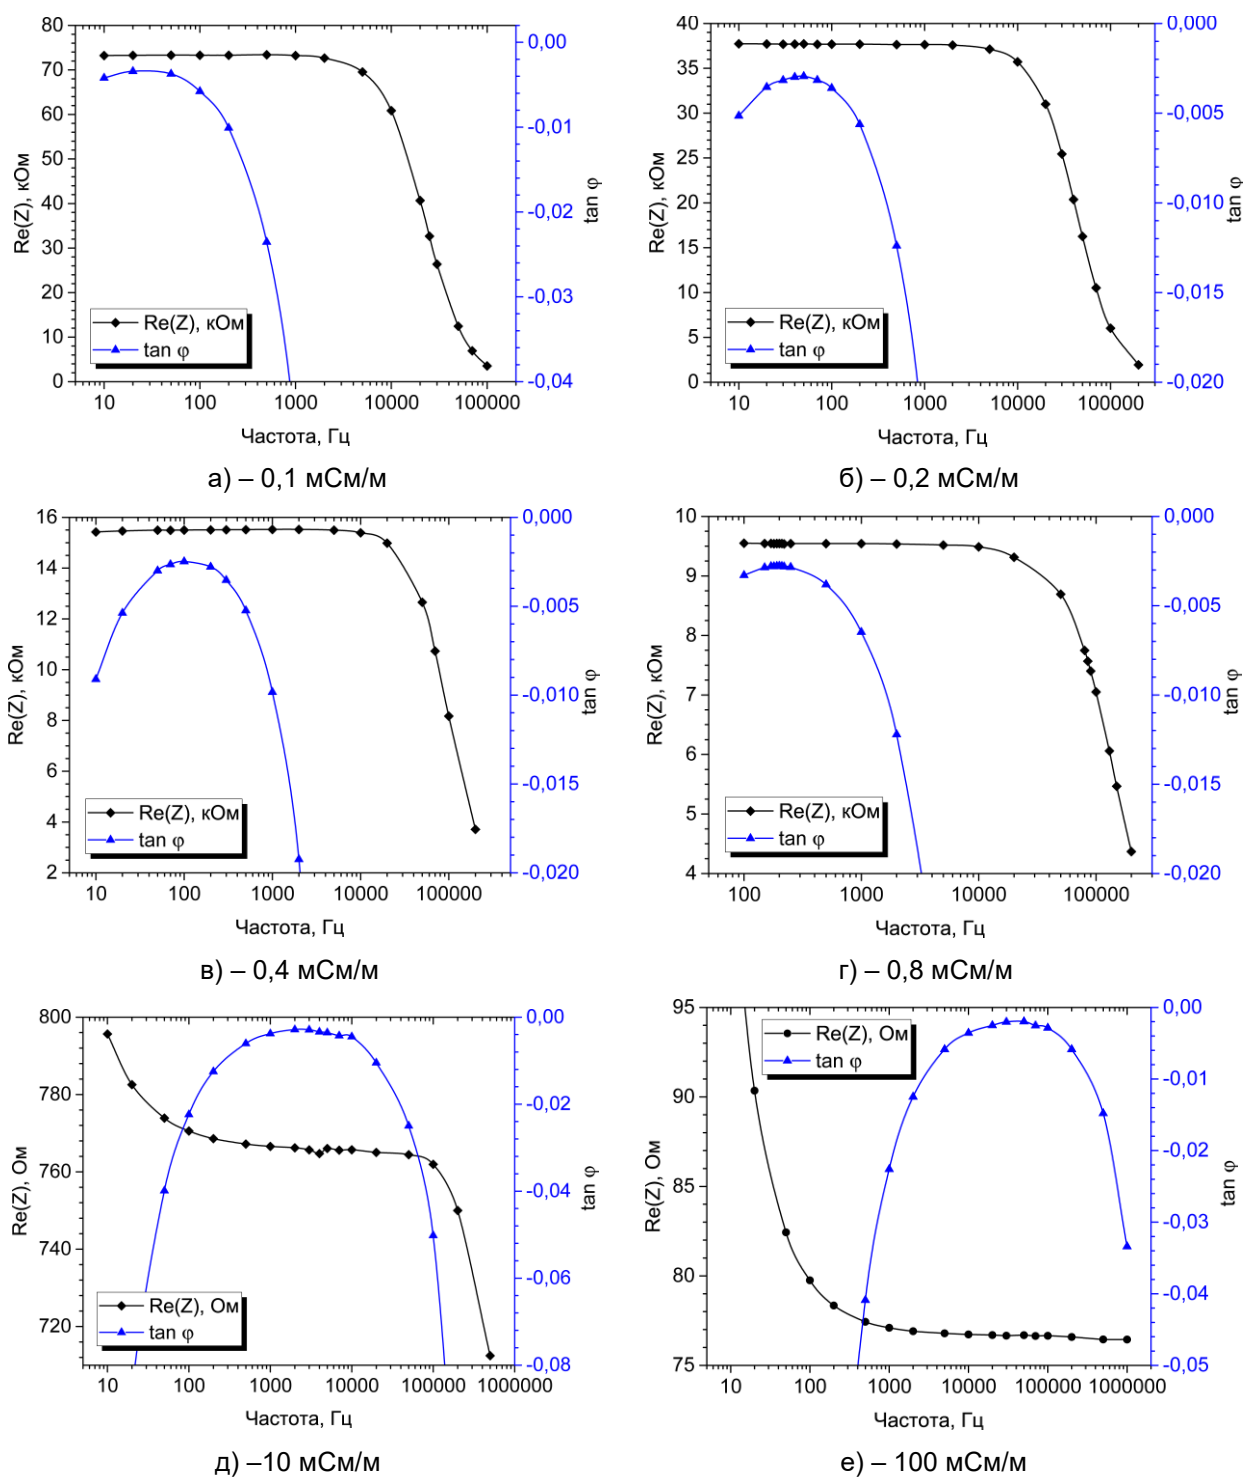 80
70
60
50
40
30
20
10
0
Re(Z), кОм
0,00
-0,01
-0,02
-0,03
-0,04
tan φ
Re(Z), кОм
tan φ
10 100 1000 10000 100000
Частота, Гц
а) – 0,1 мСм/м
40
35
30
25
20
15
10
5
0
Re(Z), кОм
0,000
-0,005
-0,010
-0,015
-0,020
tan φ
Re(Z), кОм
tan φ
10 100 1000 10000 100000
Частота, Гц
б) – 0,2 мСм/м
16
14
12
10
8
6
4
2
Re(Z), кОм
0,000
-0,005
-0,010
-0,015
-0,020
tan φ
Re(Z), кОм
tan φ
10 100 1000 10000 100000
Частота, Гц
в) – 0,4 мСм/м
10
9
8
7
6
5
4
Re(Z), кОм
0,000
-0,005
-0,010
-0,015
-0,020
tan φ
Re(Z), кОм
tan φ
100 1000 10000 100000
Частота, Гц
г) – 0,8 мСм/м
800
780
760
740
720
Re(Z), Ом
0,00
-0,02
-0,04
-0,06
-0,08
tan φ
Re(Z), Ом
tan φ
10 100 1000 10000 100000 1000000
Частота, Гц
д) –10 мСм/м
95
90
85
80
75
Re(Z), Ом
0,00
-0,01
-0,02
-0,03
-0,04
-0,05
tan φ
Re(Z), Ом
tan φ
10 100 1000 10000 100000 1000000
Частота, Гц
е) – 100 мСм/м